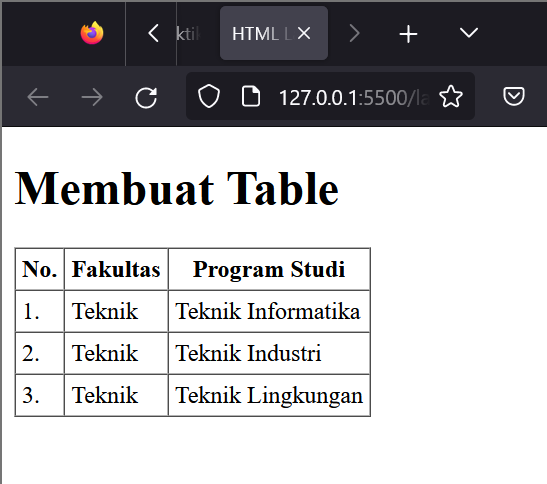 HTML L
127.0.0.1:5500/la
Membuat Table
No. Fakultas Program Studi
1. Teknik Teknik Informatika
2. Teknik Teknik Industri
3. Teknik Teknik Lingkungan